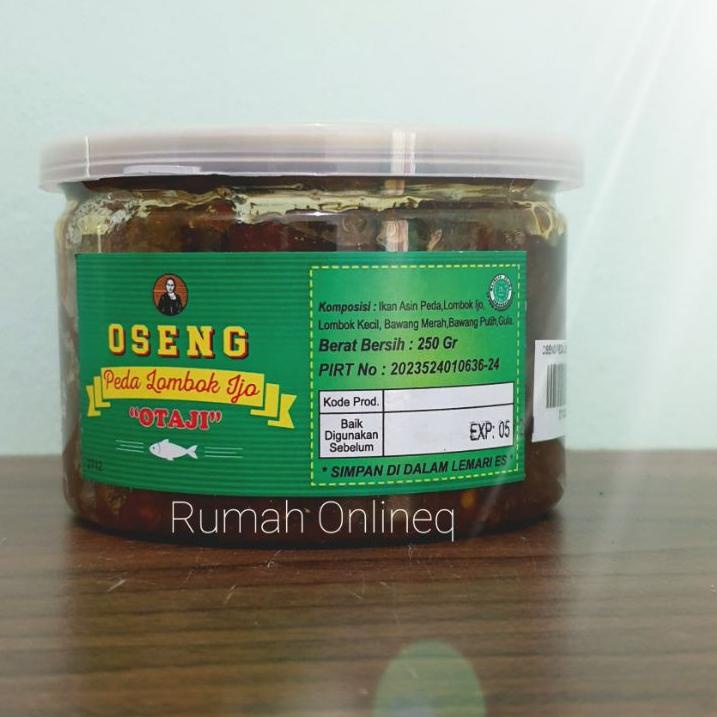 OSENG
Peda Lombok Ijo
"OTAJI"
Komposisi : Ikan Asin Peda,Lombok Ijo,
Lombok Kecil, Bawang Merah,Bawang Putih,Gula.
Berat Bersih : 250 Gr
PIRT No : 2023524010636-24
Kode Prod.
Baik
Digunakan
Sebelum
EXP: 05
* SIMPAN DI DALAM LEMARI ES *
Rumah Onlineq